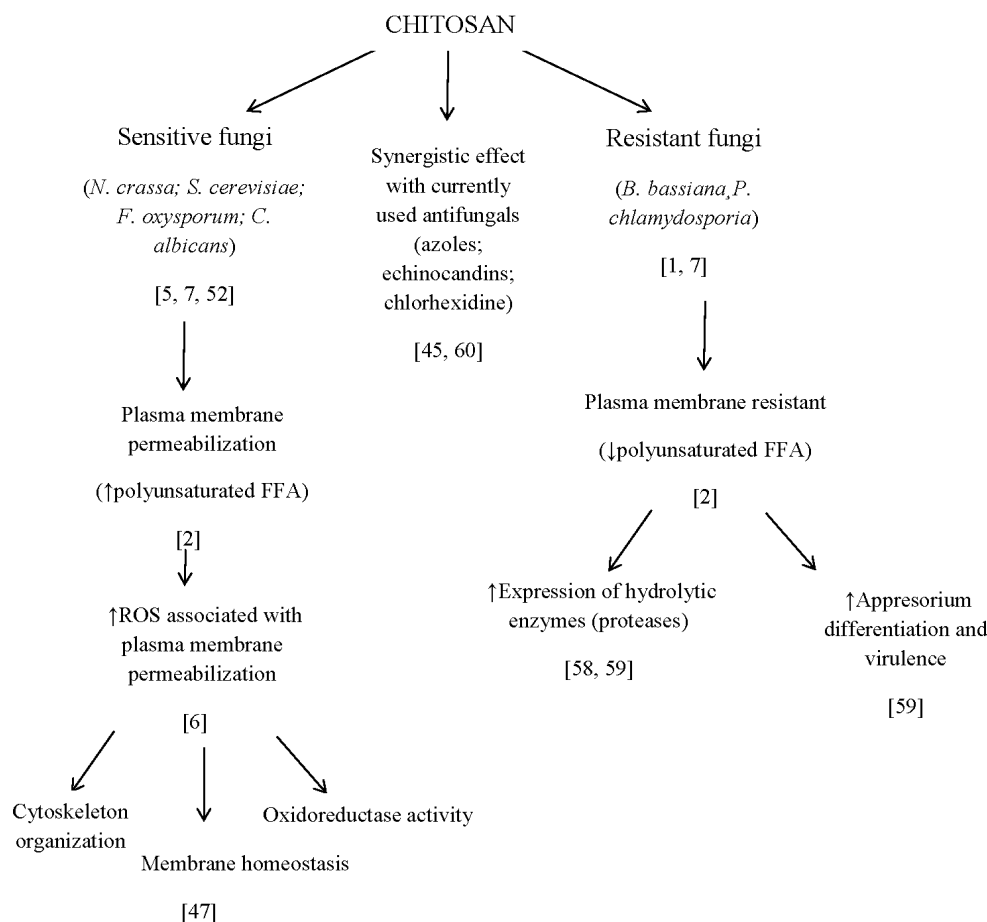 CHITOSAN
Sensitive fungi
(N. crassa; S. cerevisiae;
F. oxysporum; C.
albicans)
[5, 7, 52]
Plasma membrane
permeabilization
(↑polyunsaturated FFA)
[2]
↑ROS associated with
plasma membrane
permeabilization
[6]
Cytoskeleton
organization
Membrane homeostasis
[47]
Oxidoreductase activity
Synergistic effect
with currently
used antifungals
(azoles;
echinocandins;
chlorhexidine)
[45, 60]
Resistant fungi
(B. bassiana¸P.
chlamydosporia)
[1, 7]
Plasma membrane resistant
(↓polyunsaturated FFA)
[2]
↑Expression of hydrolytic
enzymes (proteases)
[58, 59]
↑Appresorium
differentiation and
virulence
[59]